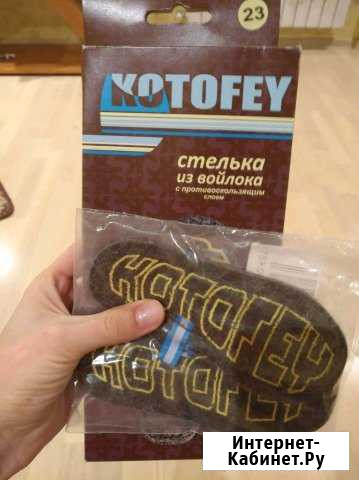 23
KOTOFEY
стелька
из войлока
с противоскользящим
слоем
KOTOFEY
KOTOFEY
Интернет-
Кабинет.Ру